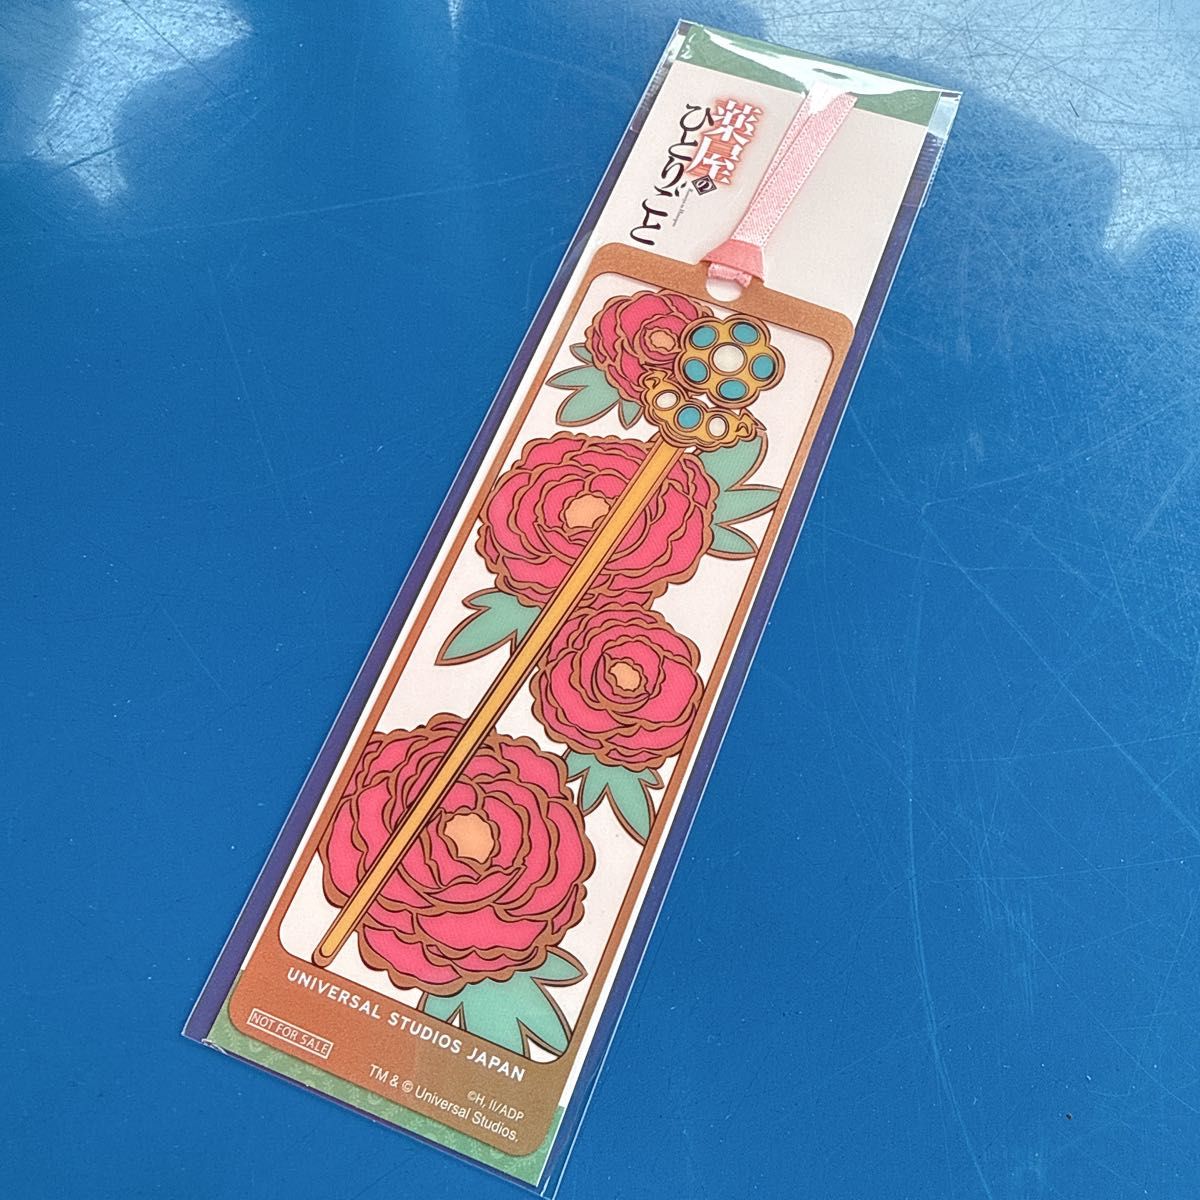 薬屋の
ひとりごと
UNIVERSAL STUDIOS JAPAN
NOT FOR SALE
©H, II/ADP
TM & © Universal Studios.